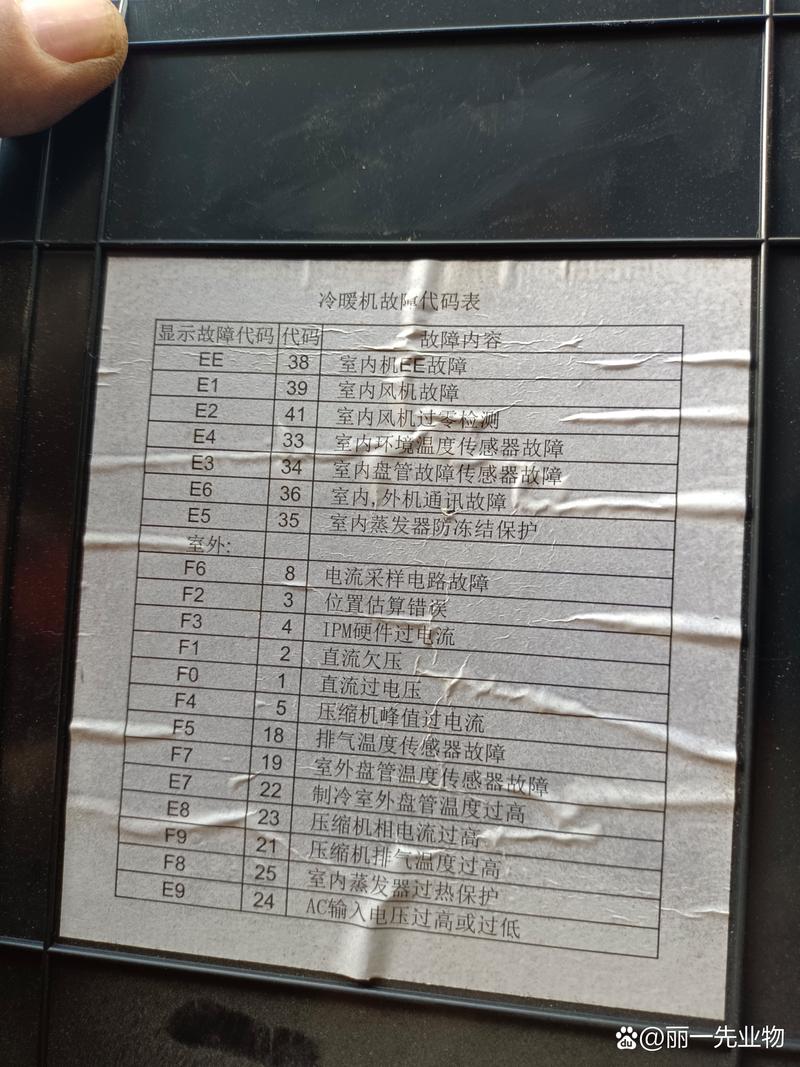 冷暖机故障代码表
显示故障代码 代码 故障内容
EE 38 室内机EE故障
E1 39 室内风机故障
E2 41 室内风机过零检测
E4 33 室内环境温度传感器故障
E3 34 室内盘管故障传感器故障
E6 36 室内,外机通讯故障
E5 35 室内蒸发器防冻结保护
室外:
F6 8 电流采样电路故障
F2 3 位置估算错误
F3 4 IPM硬件过电流
F1 2 直流欠压
F0 1 直流过电压
F4 5 压缩机峰值过电流
F5 18 排气温度传感器故障
F7 19 室外盘管温度传感器故障
E7 22 制冷室外盘管温度过高
E8 23 压缩机相电流过高
F9 21 压缩机排气温度过高
F8 25 室内蒸发器过热保护
E9 24 AC输入电压过高或过低
du @丽一先业物